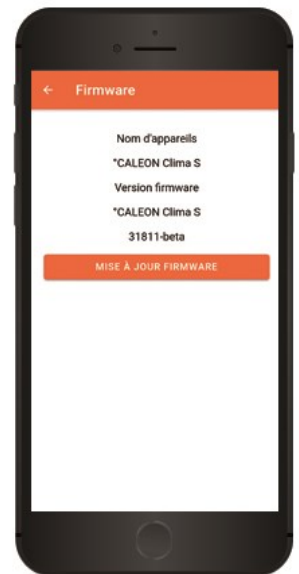 Firmware
Nom d'appareils
°CALEON Clima S
Version firmware
°CALEON Clima S
31811-beta
MISE À JOUR FIRMWARE